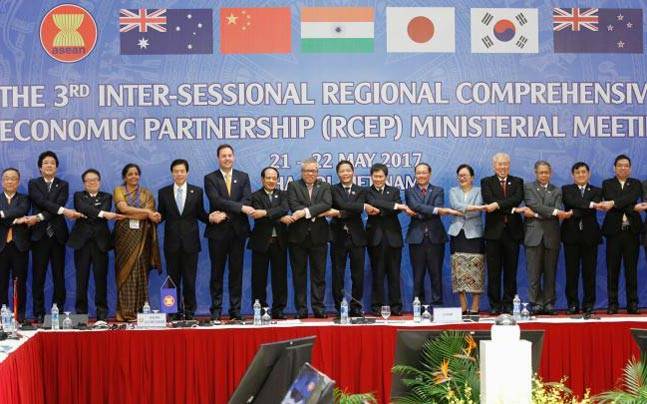 asean
THE 3RD INTER-SESSIONAL REGIONAL COMPREHENSIV
ECONOMIC PARTNERSHIP (RCEP) MINISTERIAL MEETI
21 - 22 MAY 2017